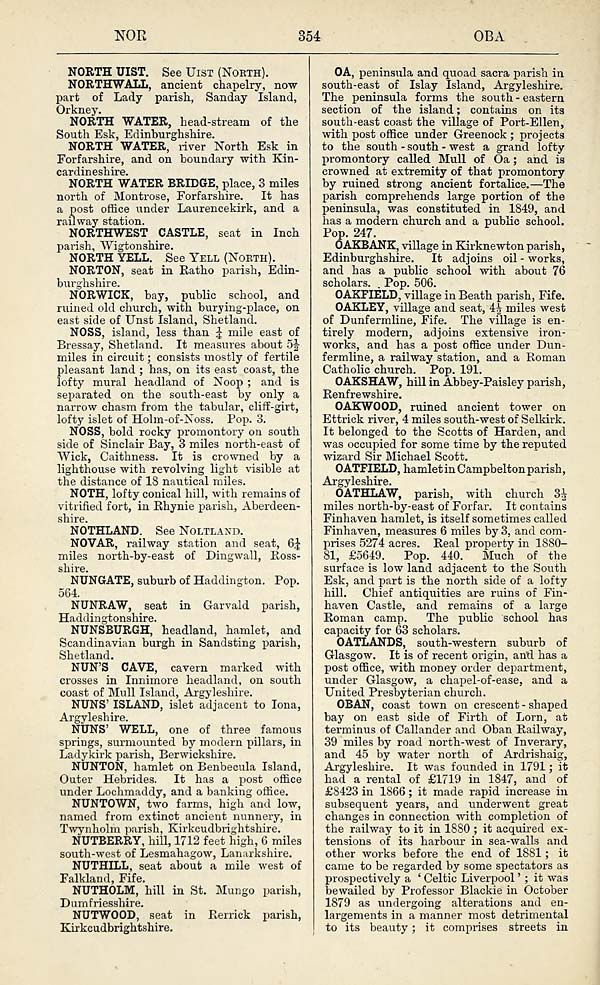 NOR 354 OBA
NORTH UIST. See Uist (North).
NORTHWALL, ancient chapelry, now
part of Lady parish, Sanday Island,
Orkney.
NORTH WATER, head-stream of the
South Esk, Edinburghshire.
NORTH WATER, river North Esk in
Forfarshire, and on boundary with Kin-
cardineshire.
NORTH WATER BRIDGE, place, 3 miles
north of Montrose, Forfarshire. It has
a post office under Laurencekirk, and a
railway station.
NORTHWEST CASTLE, seat in Inch
parish, Wigtonshire.
NORTH YELL. See Yell (North).
NORTON, seat in Ratho parish, Edin-
burghshire.
NORWICK, bay, public school, and
ruined old church, with burying-place, on
east side of Unst Island, Shetland.
NOSS, island, less than ¼ mile east of
Bressay, Shetland. It measures about 5½
miles in circuit ; consists mostly of fertile
pleasant land ; has, on its east coast, the
lofty mural headland of Noop ; and is
separated on the south-east by only a
narrow chasm from the tabular, cliff-girt,
lofty islet of Holm-of-Noss. Pop. 3.
NOSS, bold rocky promontory on south
side of Sinclair Bay, 3 miles north-east of
Wick, Caithness. It is crowned by a
lighthouse with revolving light visible at
the distance of 18 nautical miles.
NOTH, lofty conical hill, with remains of
vitrified fort, in Rhynie parish, Aberdeen-
shire.
NOTHLAND. See Noltland.
NOVAR, railway station and seat, 6¼
miles north-by-east of Dingwall, Ross-
shire.
NUNGATE, suburb of Haddington. Pop.
564.
NUNRAW, seat in Garvald parish,
Haddingtonshire.
NUNSBURGH, headland, hamlet, and
Scandinavian burgh in Sandsting parish,
Shetland.
NUN'S CAVE, cavern marked with
crosses in Innimore headland, on south
coast of Mull Island, Argyleshire.
NUNS' ISLAND, islet adjacent to Iona,
Argyleshire.
NUNS' WELL, one of three famous
springs, surmounted by modern pillars, in
Ladykirk parish, Berwickshire.
NUNTON, hamlet on Benbecula Island,
Outer Hebrides. It has a post office
under Lochmaddy, and a banking office.
NUNTOWN, two farms, high and low,
named from extinct ancient nunnery, in
Twynholm parish, Kirkcudbrightshire.
NUTBERRY, hill, 1712 feet high, 6 miles
south-west of Lesmahagow, Lanarkshire.
NUTHILL, seat about a mile west of
Falkland, Fife.
NUTHOLM, hill in St. Mungo parish,
Dumfriesshire.
NUTWOOD, seat in Rerrick parish,
Kirkcudbrightshire.
OA, peninsula and quoad sacra parish in
south-east of Islay Island, Argyleshire.
The peninsula forms the south-eastern
section of the island ; contains on its
south-east coast the village of Port-Ellen,
with post office under Greenock ; projects
to the south-south-west a grand lofty
promontory called Mull of Oa ; and is
crowned at extremity of that promontory
by ruined strong ancient fortalice.—The
parish comprehends large portion of the
peninsula, was constituted in 1849, and
has a modern church and a public school.
Pop. 247.
OAKBANK, village in Kirknewton parish,
Edinburghshire. It adjoins oil-works,
and has a public school with about 76
scholars. Pop. 506.
OAKFIELD, village in Beath parish, Fife.
OAKLEY, village and seat, 4½ miles west
of Dunfermline, Fife. The village is en-
tirely modern, adjoins extensive iron-
works, and has a post office under Dun-
fermline, a railway station, and a Roman
Catholic church. Pop. 191.
OAKSHAW, hill in Abbey-Paisley parish,
Renfrewshire.
OAKWOOD, ruined ancient tower on
Ettrick river, 4 miles south-west of Selkirk.
It belonged to the Scotts of Harden, and
was occupied for some time by the reputed
wizard Sir Michael Scott.
OATFIELD, hamlet in Campbelton parish,
Argyleshire.
OATHLAW, parish, with church 3½
miles north-by-east of Forfar. It contains
Finhaven hamlet, is itself sometimes called
Finhaven, measures 6 miles by 3, and com-
prises 5274 acres. Real property in 1880–
81, £5649. Pop. 440. Much of the
surface is low land adjacent to the South
Esk, and part is the north side of a lofty
hill. Chief antiquities are ruins of Fin-
haven Castle, and remains of a large
Roman camp. The public school has
capacity for 63 scholars.
OATLANDS, south-western suburb of
Glasgow. It is of recent origin, and has a
post office, with money order department,
under Glasgow, a chapel-of-ease, and a
United Presbyterian church.
OBAN, coast town on crescent-shaped
bay on east side of Firth of Lorn, at
terminus of Callander and Oban Railway,
39 miles by road north-west of Inverary,
and 45 by water north of Ardrishaig,
Argyleshire. It was founded in 1791 ; it
had a rental of £1719 in 1847, and of
£8423 in 1866 ; it made rapid increase in
subsequent years, and underwent great
changes in connection with completion of
the railway to it in 1880 ; it acquired ex-
tensions of its harbour in sea-walls and
other works before the end of 1881 ; it
came to be regarded by some spectators as
prospectively a ' Celtic Liverpool ' ; it was
bewailed by Professor Blackie in October
1879 as undergoing alterations and en-
largements in a manner most detrimental
to its beauty ; it comprises streets in